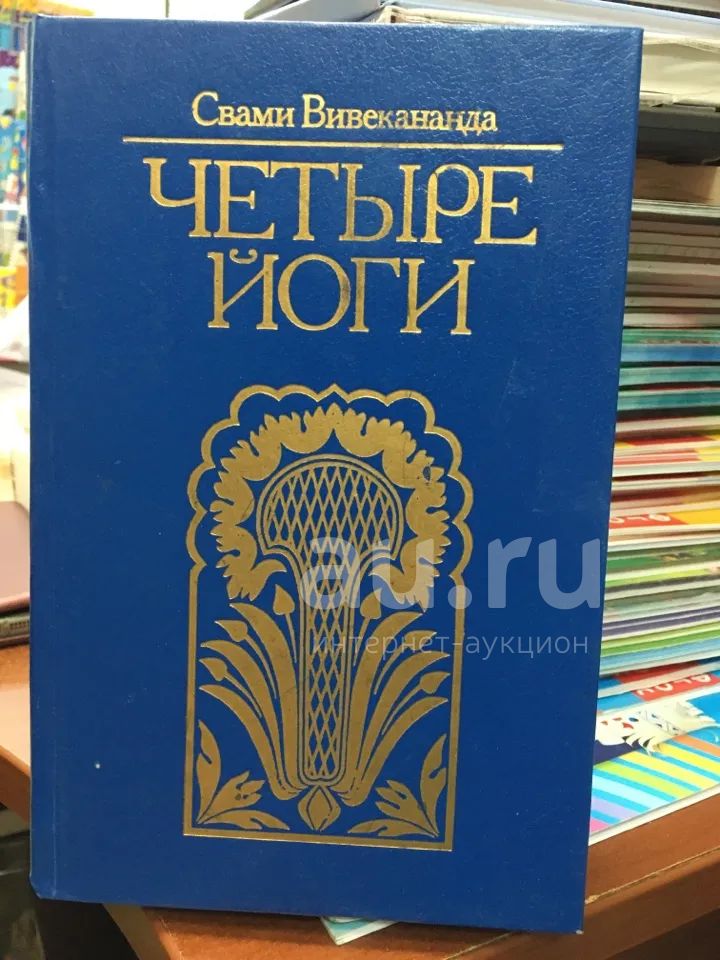 Свами Вивекананда
ЧЕТЫРЕ
ЙОГИ
au.ru
интернет-аукцион